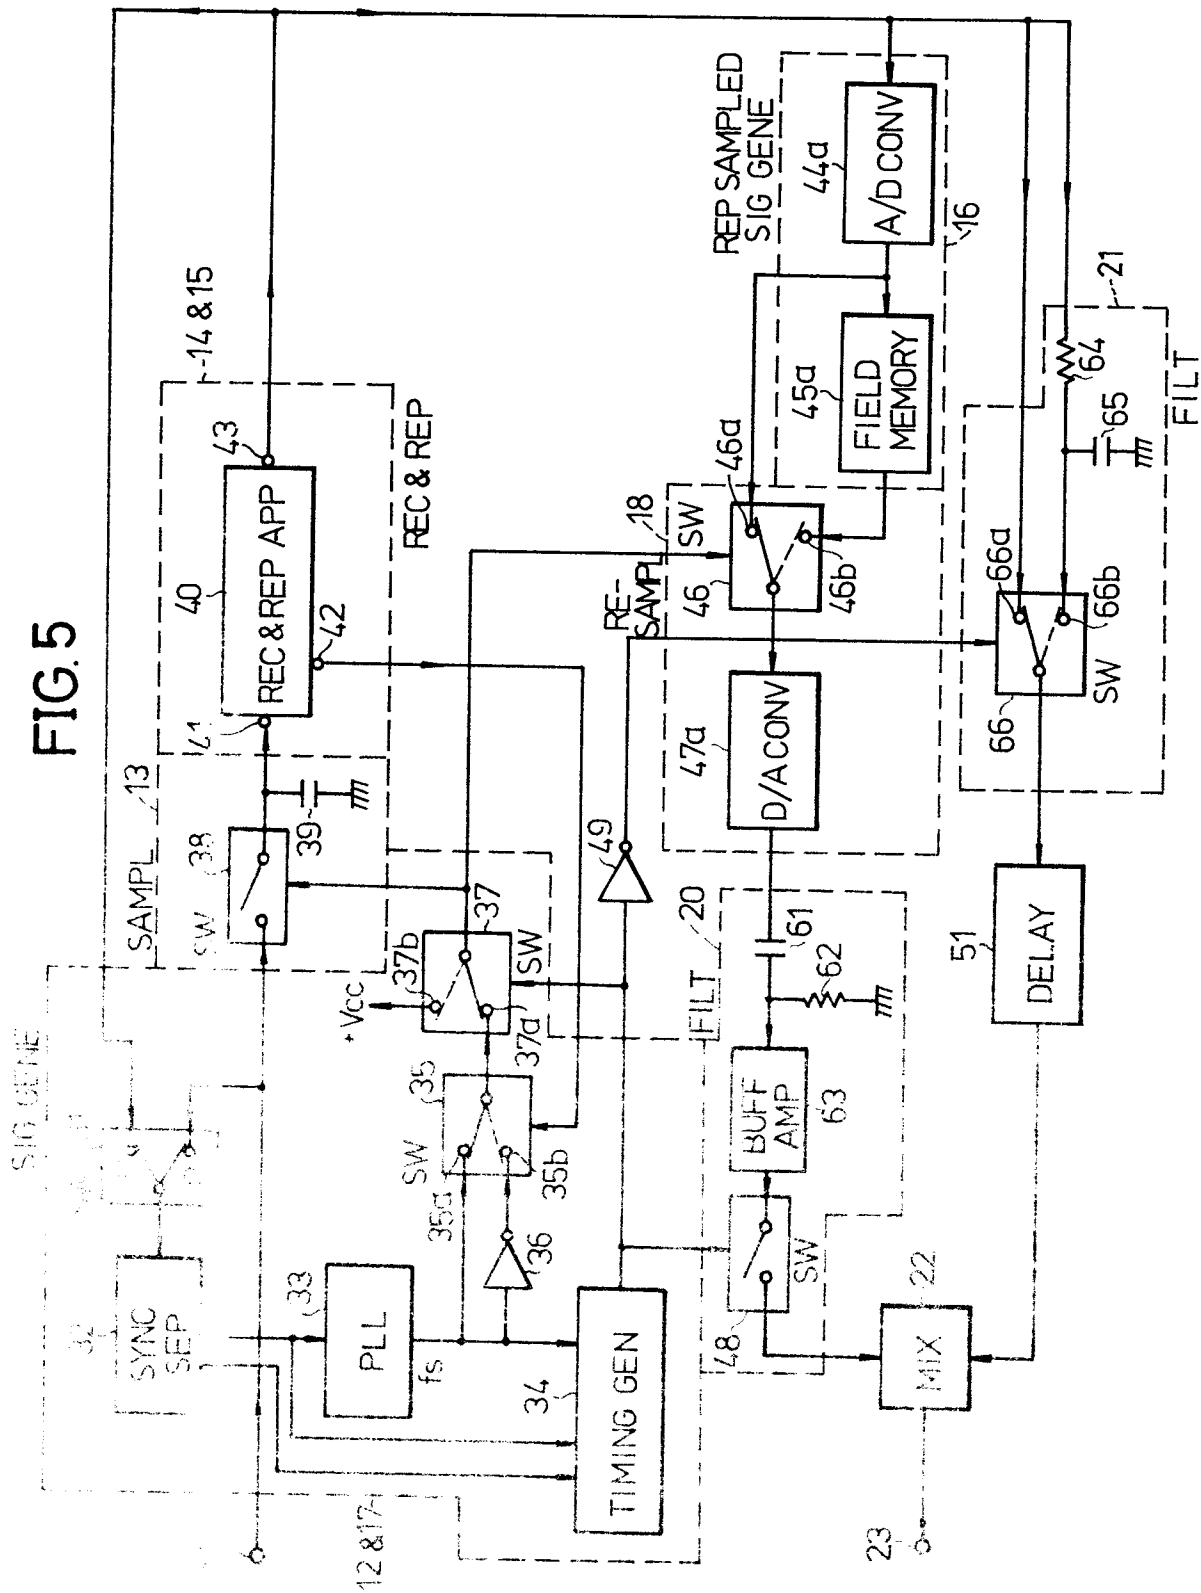 FIG.5
SIG GENE
SAMPL
13
14 & 15
32
SYNC
SEP
SW
38
39
41
40
REC & REP APP
42
43
REC & REP
33
PLL
fs
35a
SW
35
35b
36
+Vcc
37b
37
37a
SW
12 & 17
34
TIMING GEN
49
RE-
SAMPL
18
SW
46
46a
46b
47a
D/A CONV
REP SAMPLED
SIG GENE
44a
A/D CONV
45a
FIELD
MEMORY
16
FILT
20
61
62
BUFF
AMP
63
48
SW
22
MIX
23
51
DELAY
66
66a
66b
SW
64
65
21
FILT